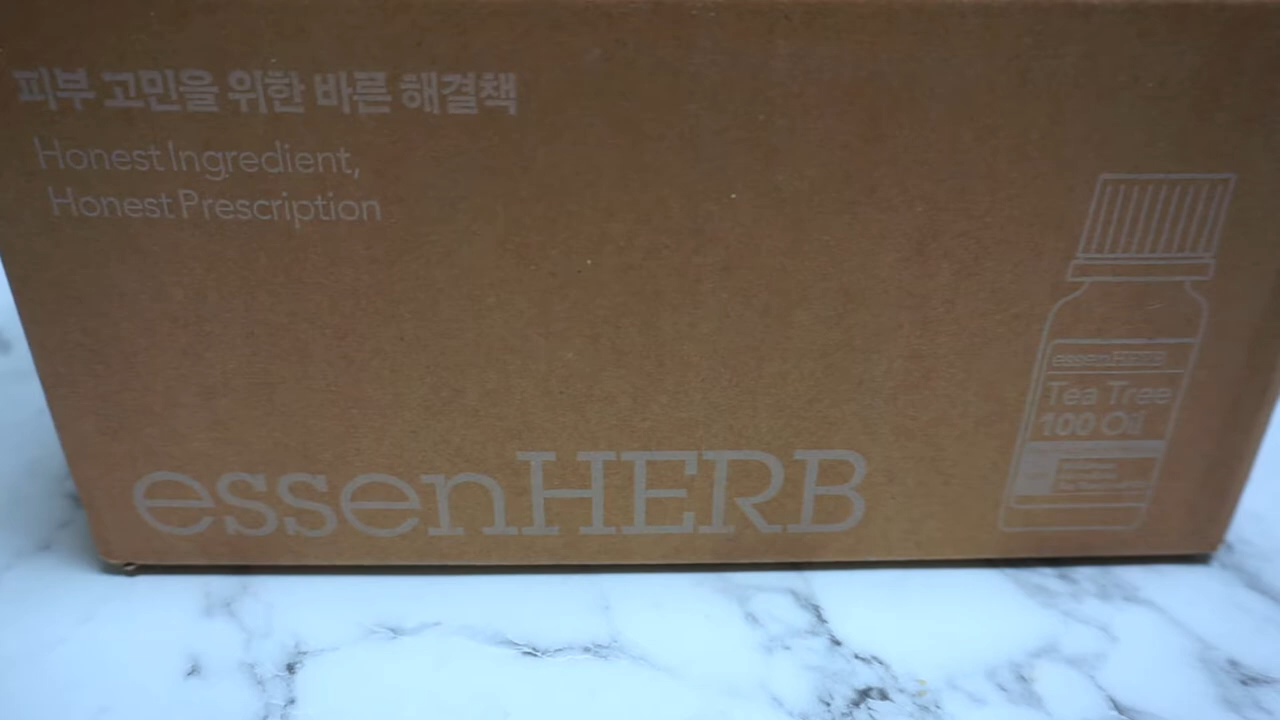 피부 고민을 위한 바른 해결책
Honest Ingredient,
Honest Prescription
essenHERB
essenHERB
Tea Tree
100 Oil